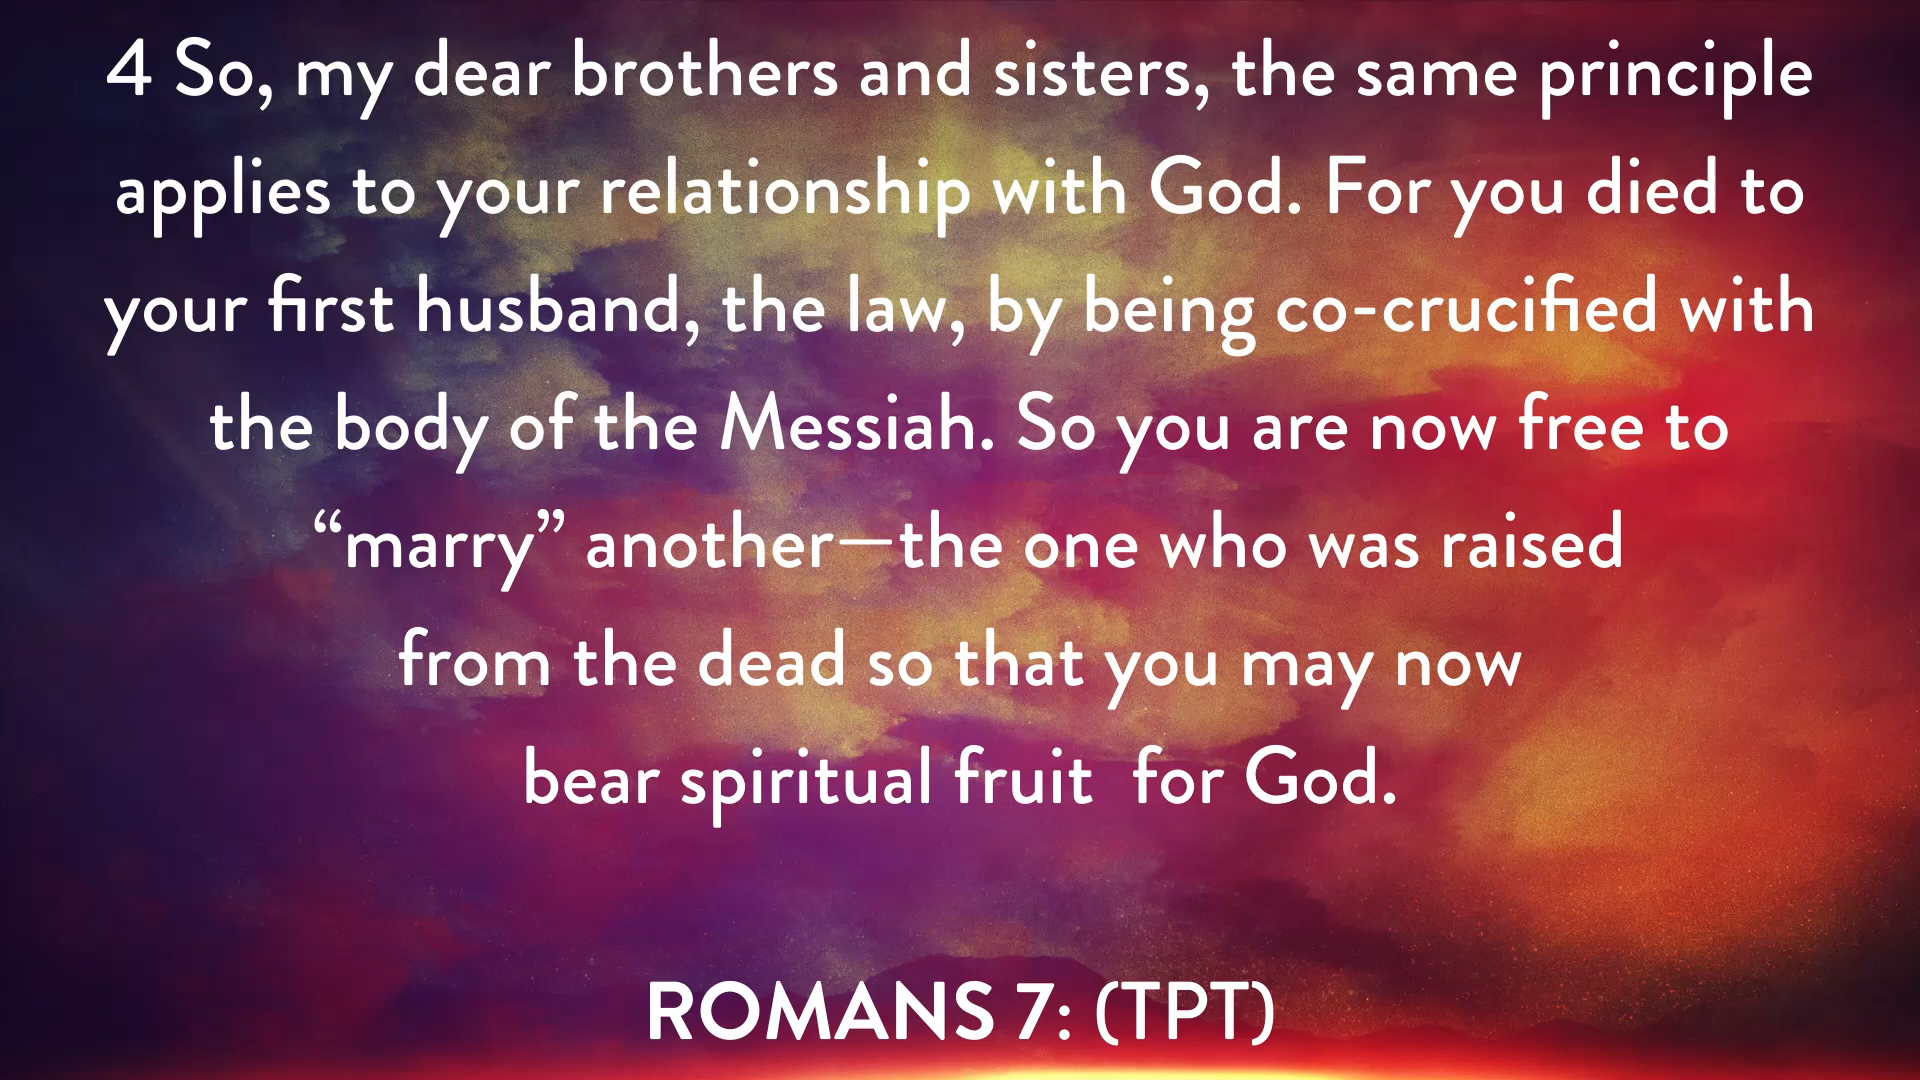 4 So, my dear brothers and sisters, the same principle
applies to your relationship with God. For you died to
your first husband, the law, by being co-crucified with
the body of the Messiah. So you are now free to
“marry” another—the one who was raised
from the dead so that you may now
bear spiritual fruit  for God.
ROMANS 7: (TPT)